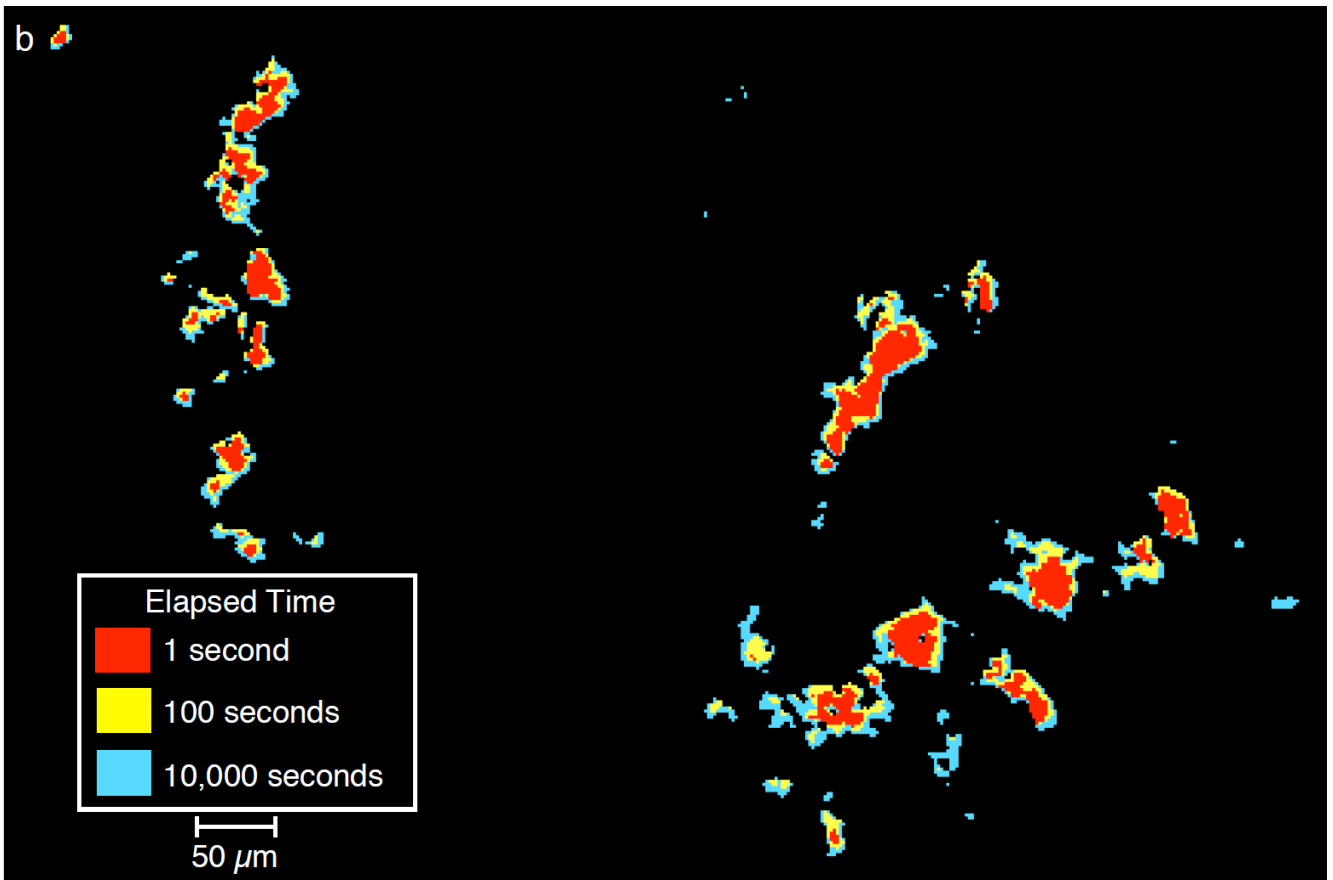 b
Elapsed Time
1 second
100 seconds
10,000 seconds
50 μm